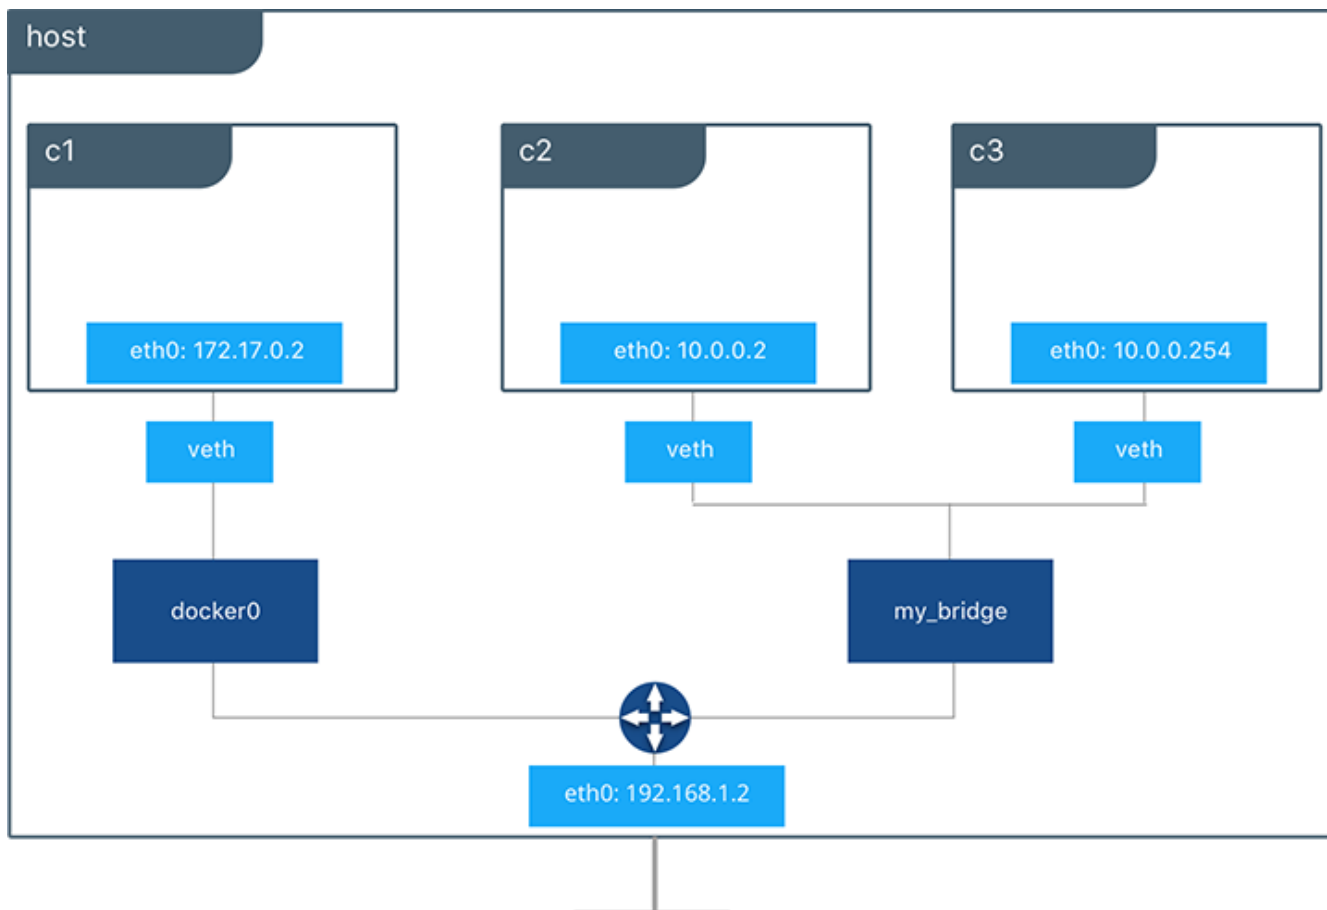 host
c1
c2
c3
eth0: 172.17.0.2
eth0: 10.0.0.2
eth0: 10.0.0.254
veth
veth
veth
docker0
my_bridge
eth0: 192.168.1.2